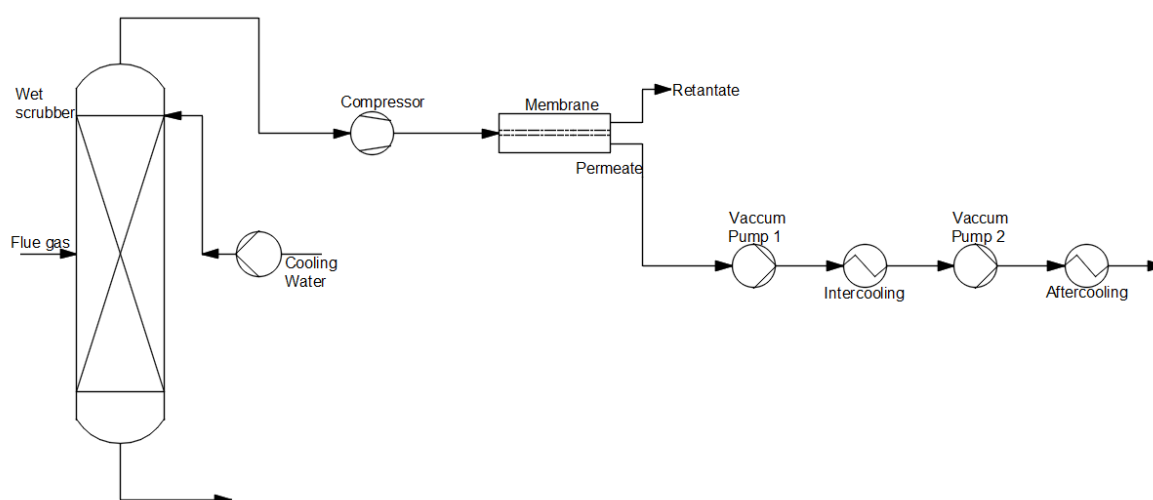 Wet
scrubber
Flue gas
Cooling
Water
Compressor
Membrane
Retantate
Permeate
Vaccum
Pump 1
Intercooling
Vaccum
Pump 2
Aftercooling